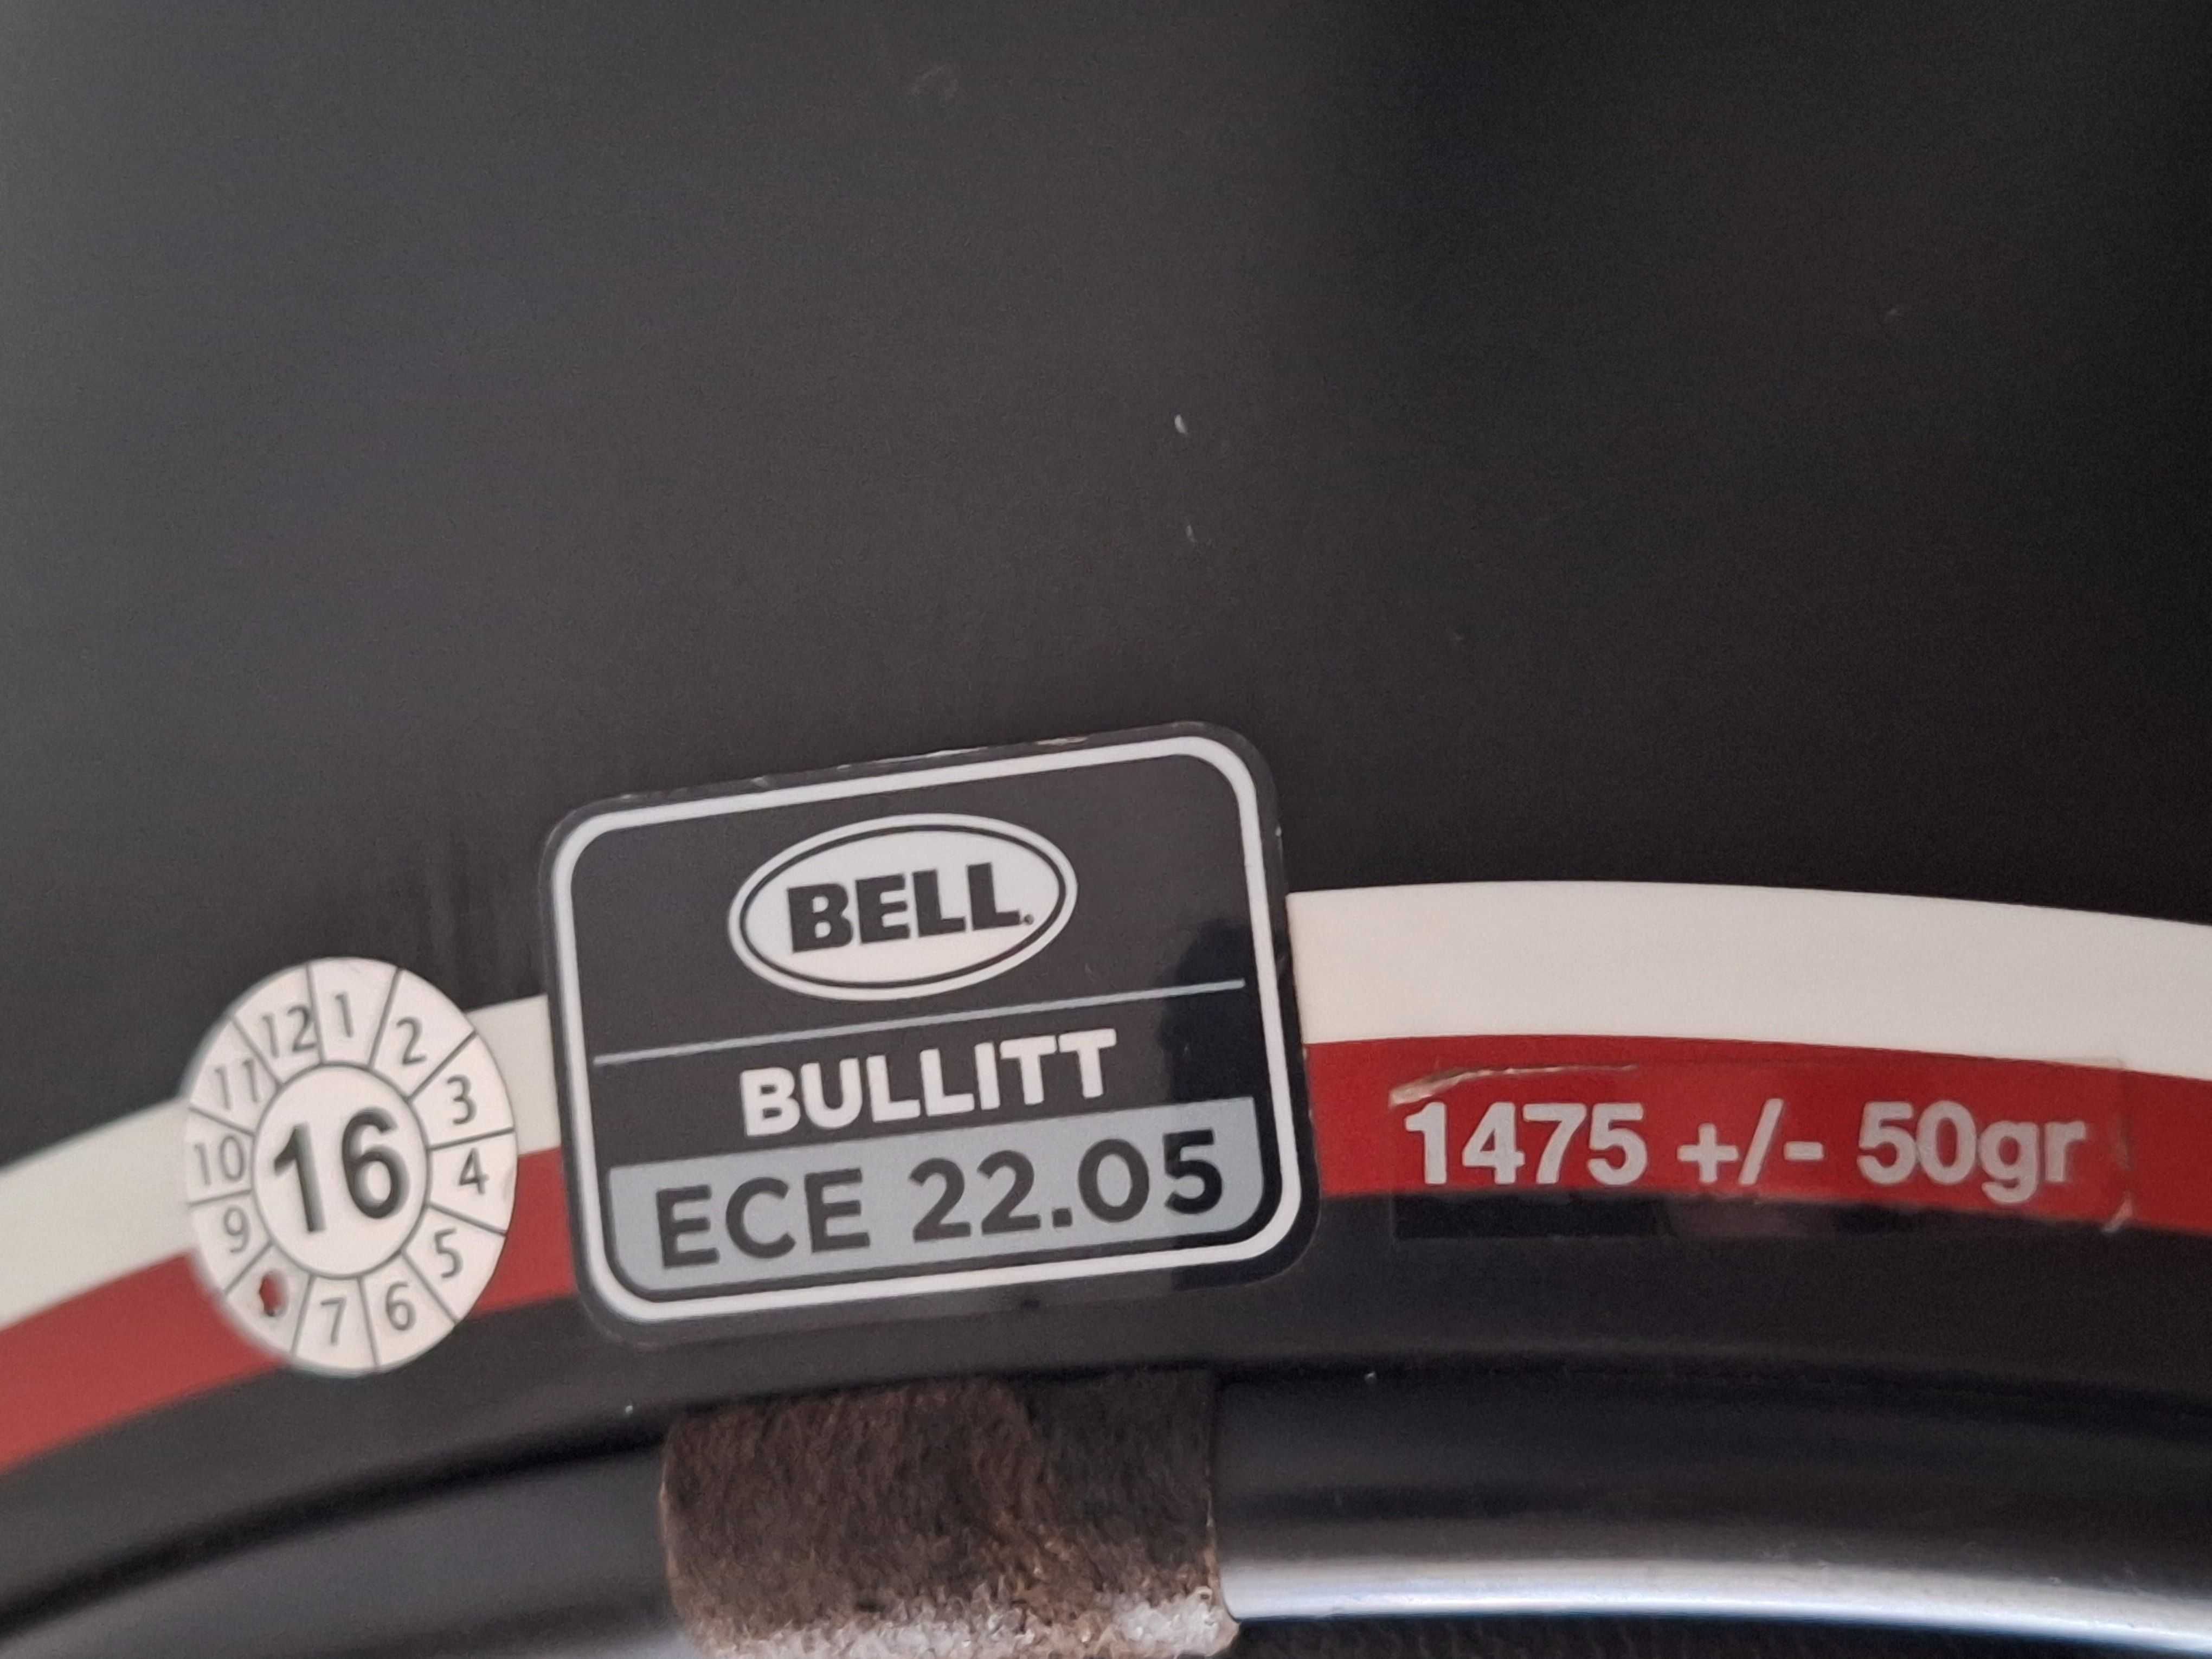 12 1 2 3 4 5 6 7 9 10 11
16
BELL
BULLITT
ECE 22.05
1475 +/- 50gr